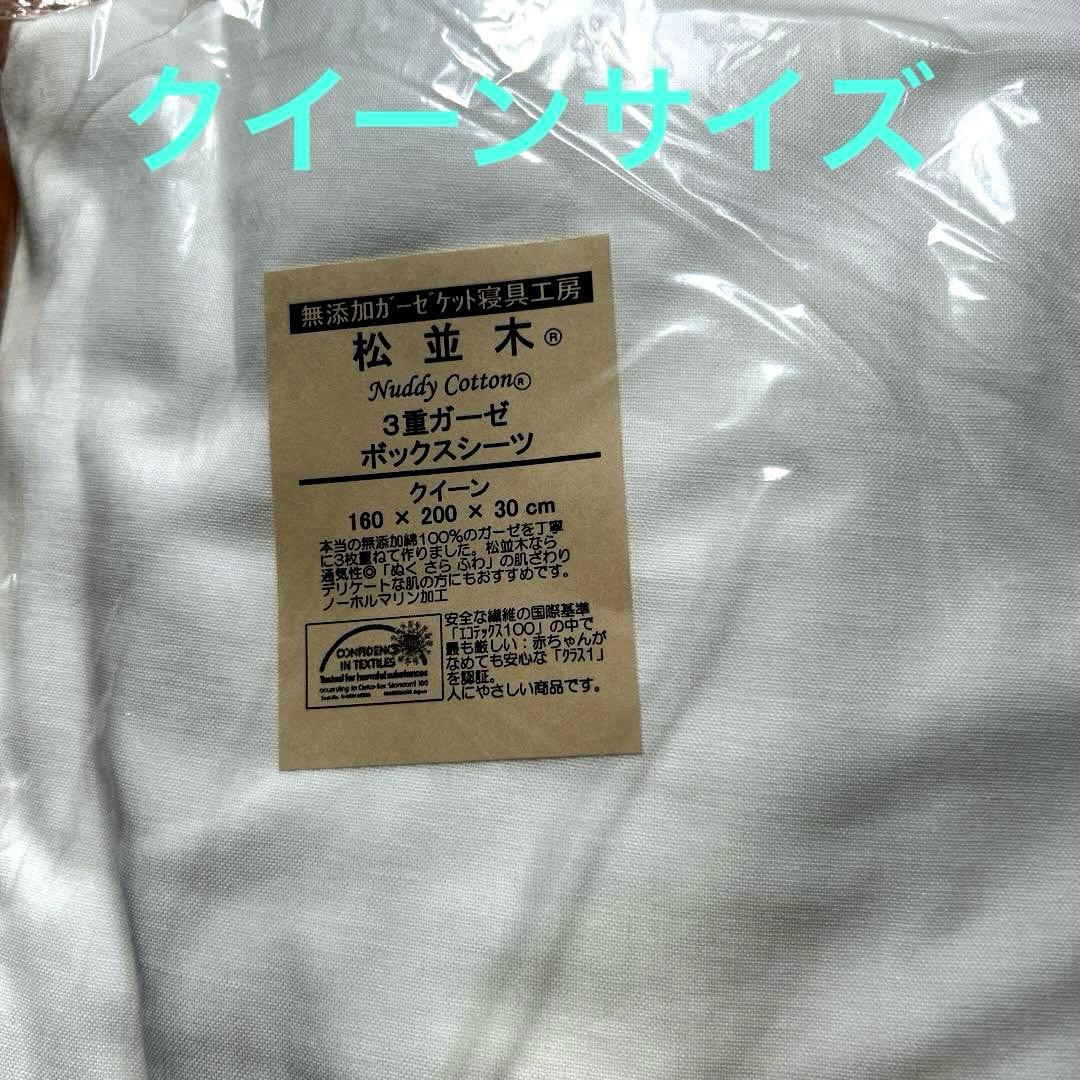 クイーンサイズ
無添加ガーゼケット寝具工房
松並木®
Nuddy Cotton®
3重ガーゼ
ボックスシーツ
クイーン
160 × 200 × 30 cm
本当の無添加綿100%のガーゼを丁寧
に3枚重ねて作りました。松並木なら
通気性◎「ぬく さら ふわ」の肌ざわり
デリケートな肌の方にもおすすめです。
ノーホルマリン加工
CONFIDENCE
IN TEXTILES
Tested for harmful substances
according to Oeko-Tex Standard 100
安全な繊維の国際基準
「エコテックス100」の中で
最も厳しい：赤ちゃんが
なめても安心な「クラス1」
を認証。
人にやさしい商品です。